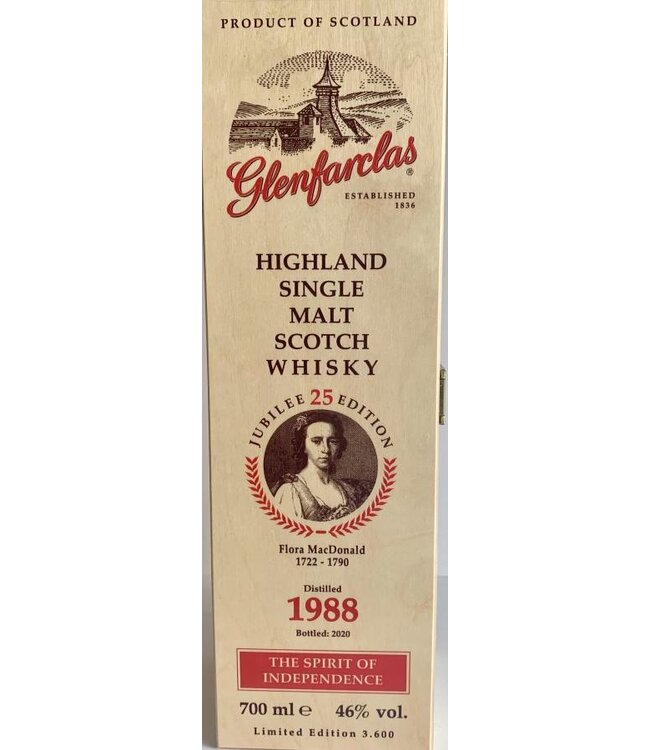 PRODUCT OF SCOTLAND
Glenfarclas®
ESTABLISHED
1836
HIGHLAND
SINGLE
MALT
SCOTCH
WHISKY
JUBILEE 25 EDITION
Flora MacDonald
1722 - 1790
Distilled
1988
Bottled: 2020
THE SPIRIT OF
INDEPENDENCE
700 ml e 46% vol.
Limited Edition 3.600